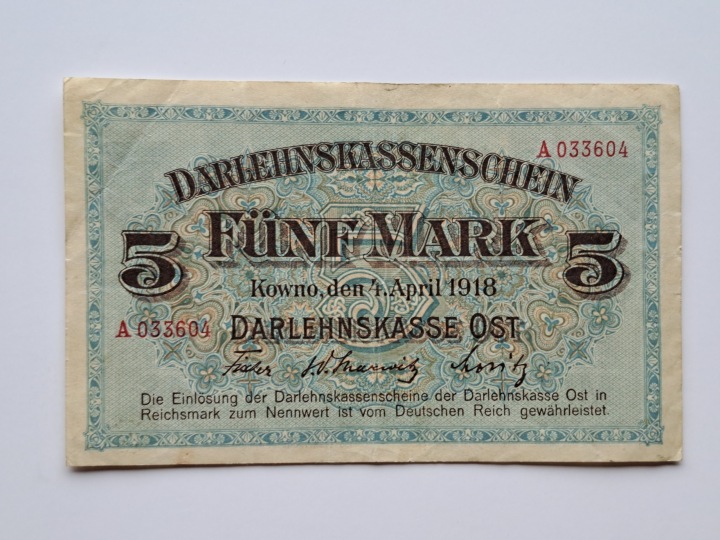 A 033604
DARLEHNSKASSENSCHEIN
5 FÜNF MARK 5
Kowno, den 4. April 1918
A 033604 DARLEHNSKASSE OST
Die Einlösung der Darlehnskassenscheine der Darlehnskasse Ost in
Reichsmark zum Nennwert ist vom Deutschen Reich gewährleistet.